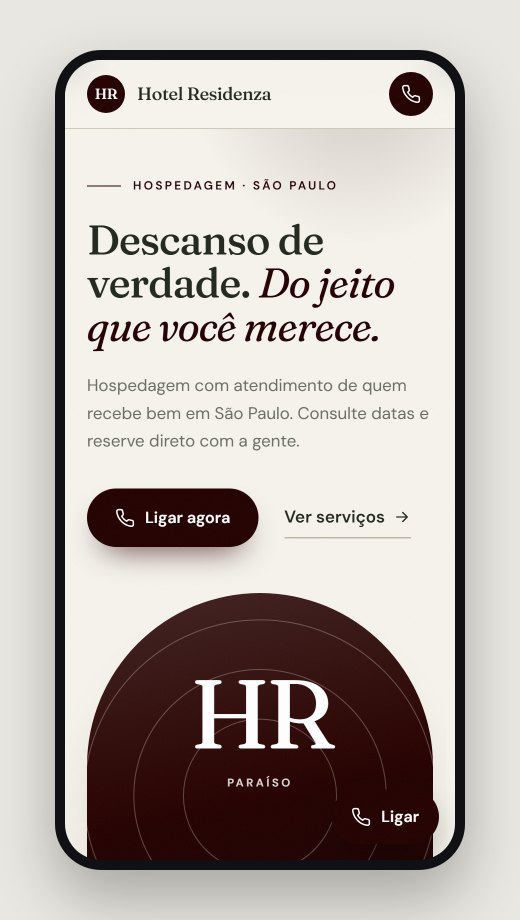 HR Hotel Residenza
HOSPEDAGEM · SÃO PAULO
Descanso de
verdade. Do jeito
que você merece.
Hospedagem com atendimento de quem
recebe bem em São Paulo. Consulte datas e
reserve direto com a gente.
Ligar agora
Ver serviços →
HR
PARAÍSO
Ligar